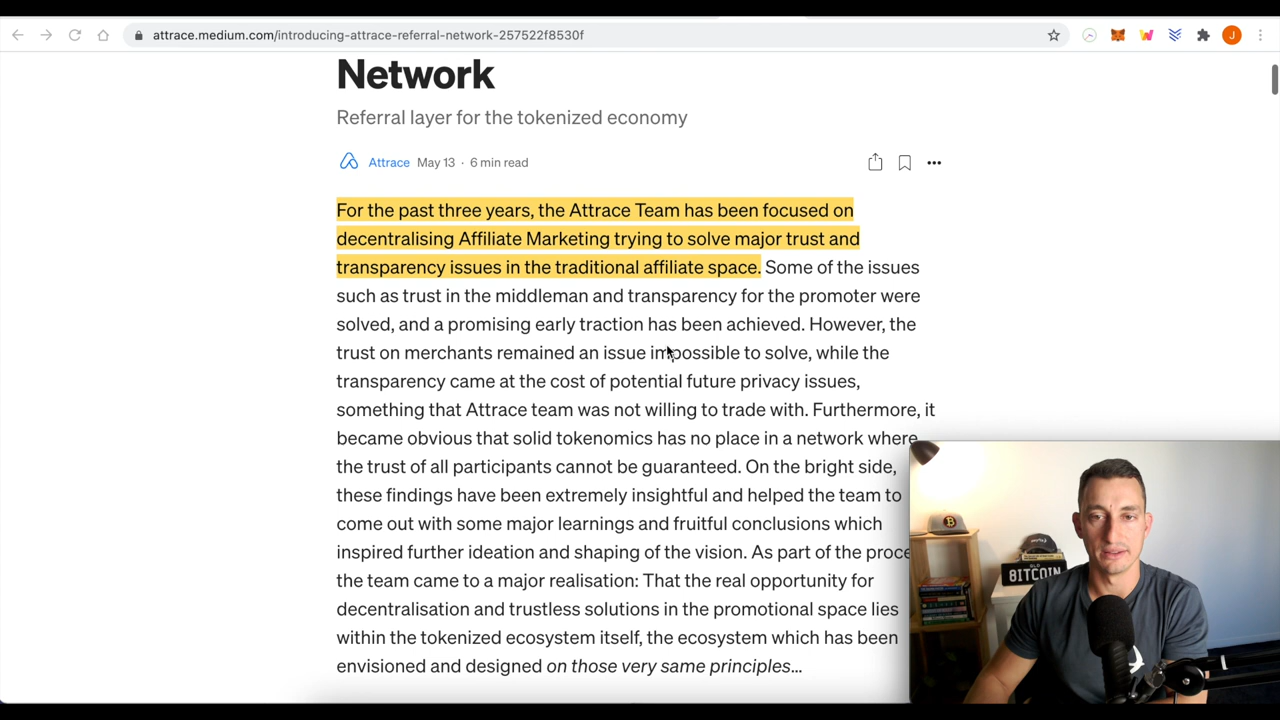 attrace.medium.com/introducing-attrace-referral-network-257522f8530f
J
Network
Referral layer for the tokenized economy
Attrace May 13 · 6 min read
For the past three years, the Attrace Team has been focused on
decentralising Affiliate Marketing trying to solve major trust and
transparency issues in the traditional affiliate space. Some of the issues
such as trust in the middleman and transparency for the promoter were
solved, and a promising early traction has been achieved. However, the
trust on merchants remained an issue impossible to solve, while the
transparency came at the cost of potential future privacy issues,
something that Attrace team was not willing to trade with. Furthermore, it
became obvious that solid tokenomics has no place in a network where
the trust of all participants cannot be guaranteed. On the bright side,
these findings have been extremely insightful and helped the team to
come out with some major learnings and fruitful conclusions which
inspired further ideation and shaping of the vision. As part of the proce
the team came to a major realisation: That the real opportunity for
decentralisation and trustless solutions in the promotional space lies
within the tokenized ecosystem itself, the ecosystem which has been
envisioned and designed on those very same principles...
8ITCOIN